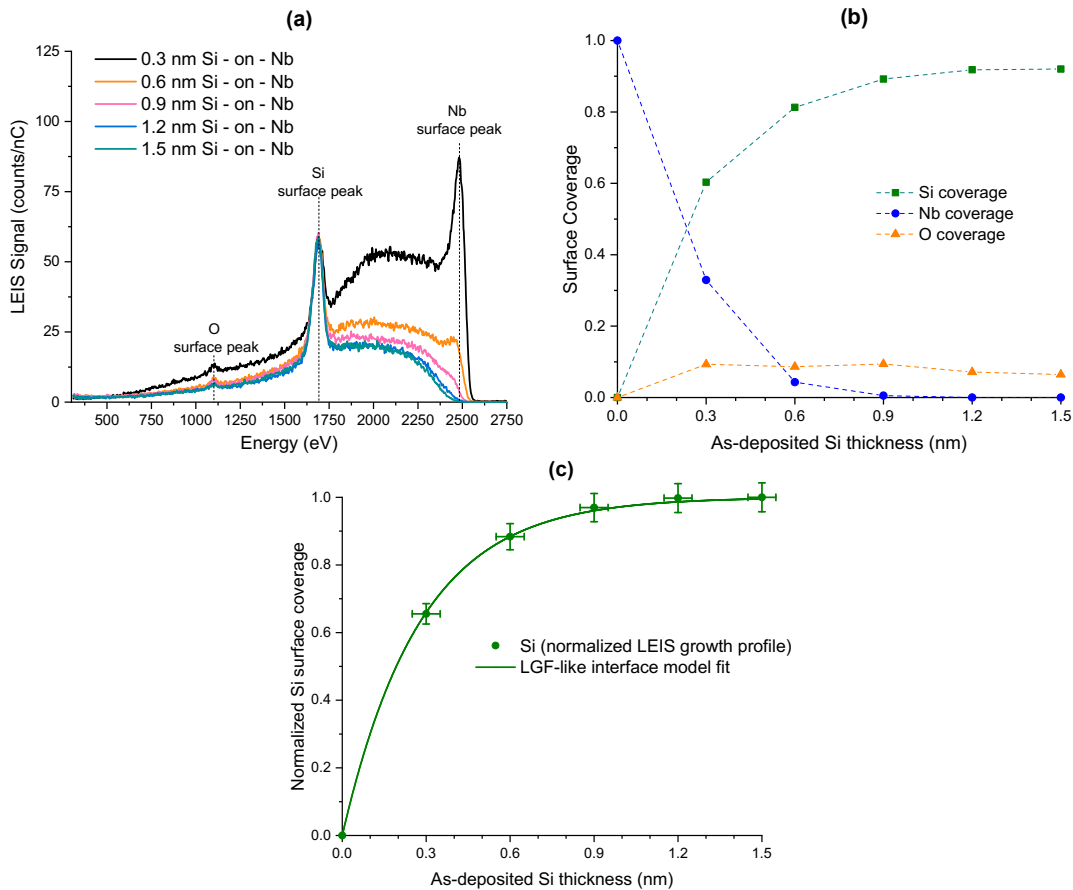 (a)
LEIS Signal (counts/nC)
125
100
75
50
25
0
0.3 nm Si - on - Nb
0.6 nm Si - on - Nb
0.9 nm Si - on - Nb
1.2 nm Si - on - Nb
1.5 nm Si - on - Nb
Nb
surface peak
Si
surface peak
O
surface peak
500 750 1000 1250 1500 1750 2000 2250 2500 2750
Energy (eV)
(b)
Surface Coverage
1.0
0.8
0.6
0.4
0.2
0.0
Si coverage
Nb coverage
O coverage
0.0 0.3 0.6 0.9 1.2 1.5
As-deposited Si thickness (nm)
(c)
Normalized Si surface coverage
1.0
0.8
0.6
0.4
0.2
0.0
Si (normalized LEIS growth profile)
LGF-like interface model fit
0.0 0.3 0.6 0.9 1.2 1.5
As-deposited Si thickness (nm)